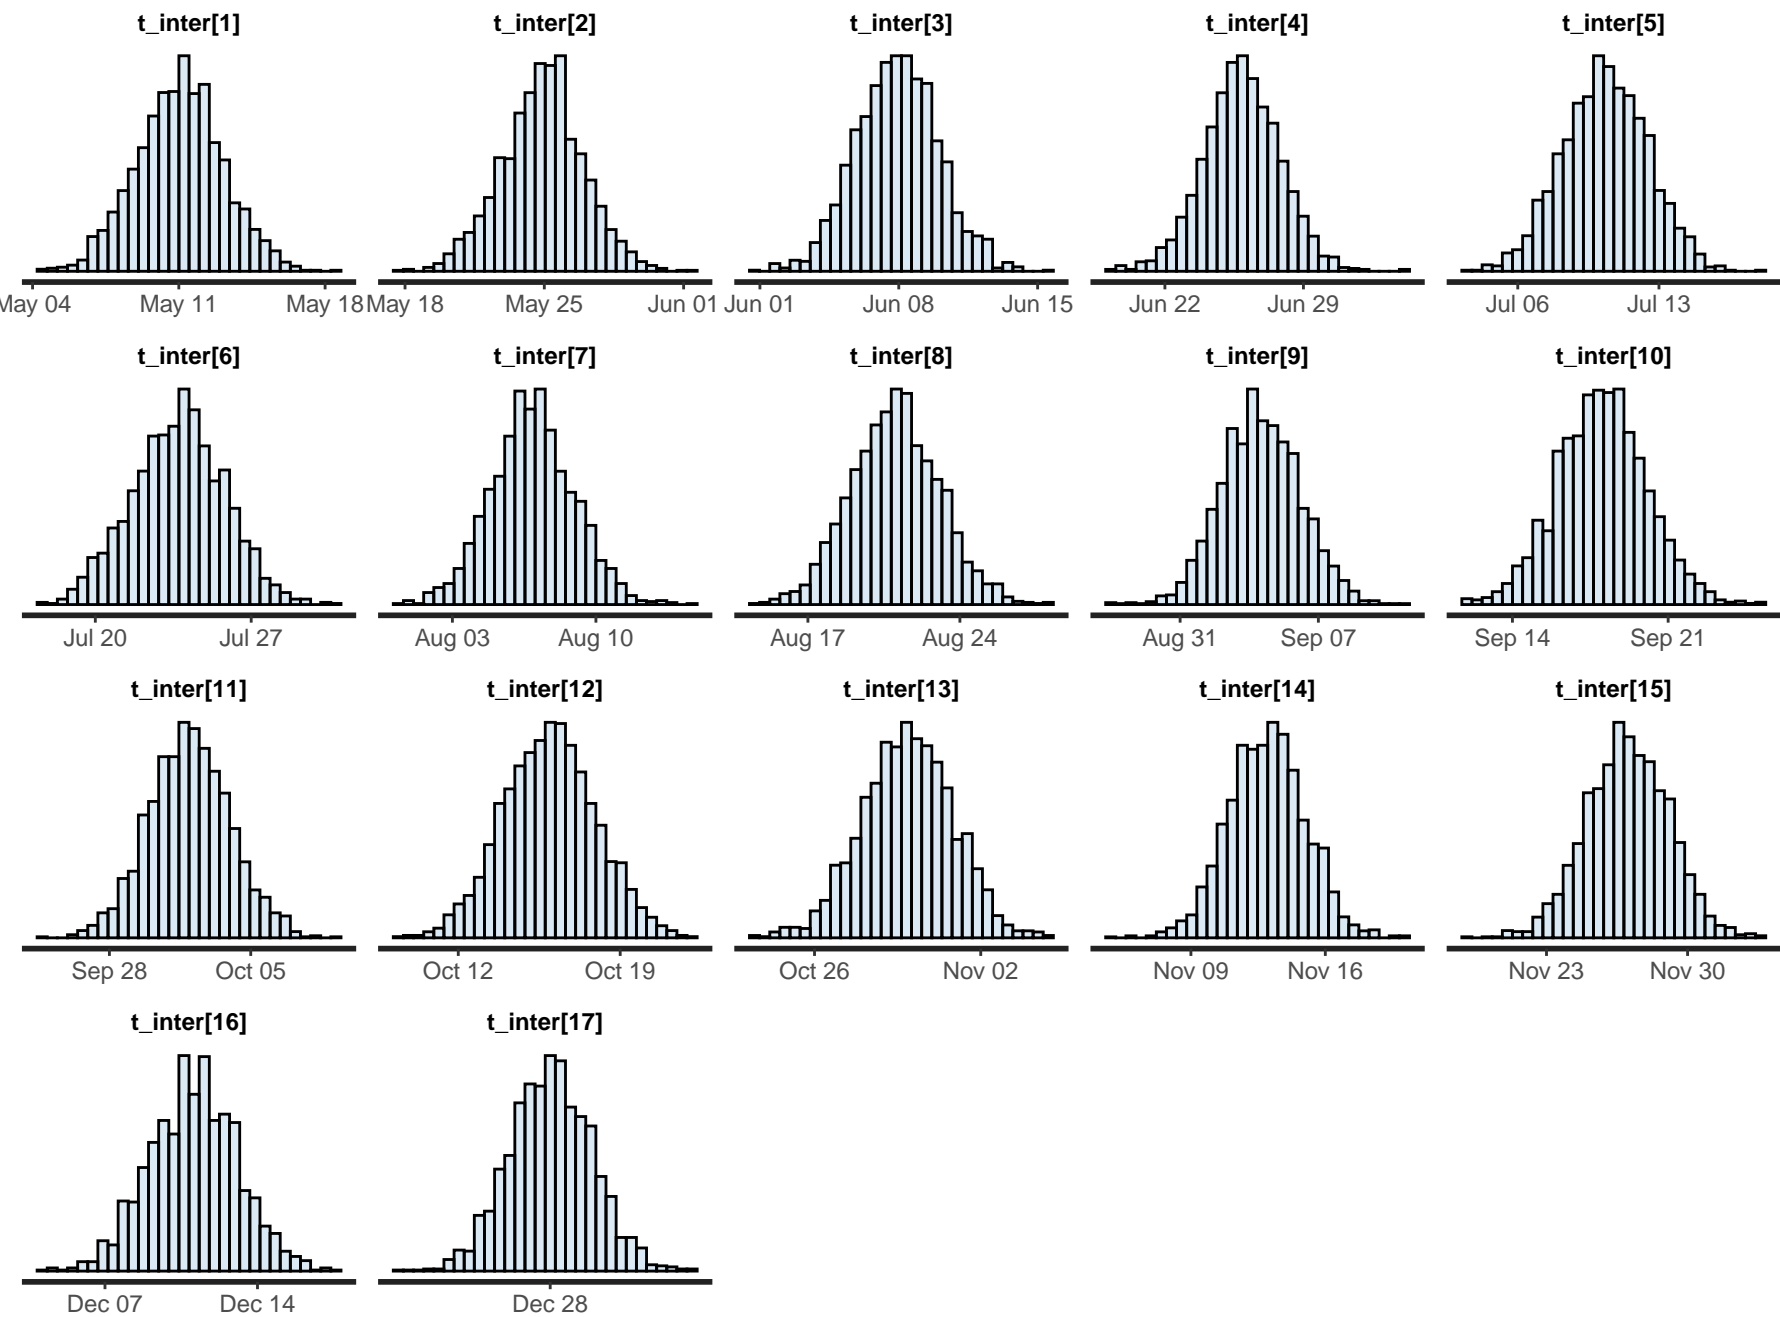 t_inter[1] t_inter[2] t_inter[3] t_inter[4] t_inter[5]
May 04 May 11 May 18 May 18 May 25 Jun 01 Jun 01 Jun 08 Jun 15 Jun 22 Jun 29 Jul 06 Jul 13
t_inter[6] t_inter[7] t_inter[8] t_inter[9] t_inter[10]
Jul 20 Jul 27 Aug 03 Aug 10 Aug 17 Aug 24 Aug 31 Sep 07 Sep 14 Sep 21
t_inter[11] t_inter[12] t_inter[13] t_inter[14] t_inter[15]
Sep 28 Oct 05 Oct 12 Oct 19 Oct 26 Nov 02 Nov 09 Nov 16 Nov 23 Nov 30
t_inter[16] t_inter[17]
Dec 07 Dec 14 Dec 28